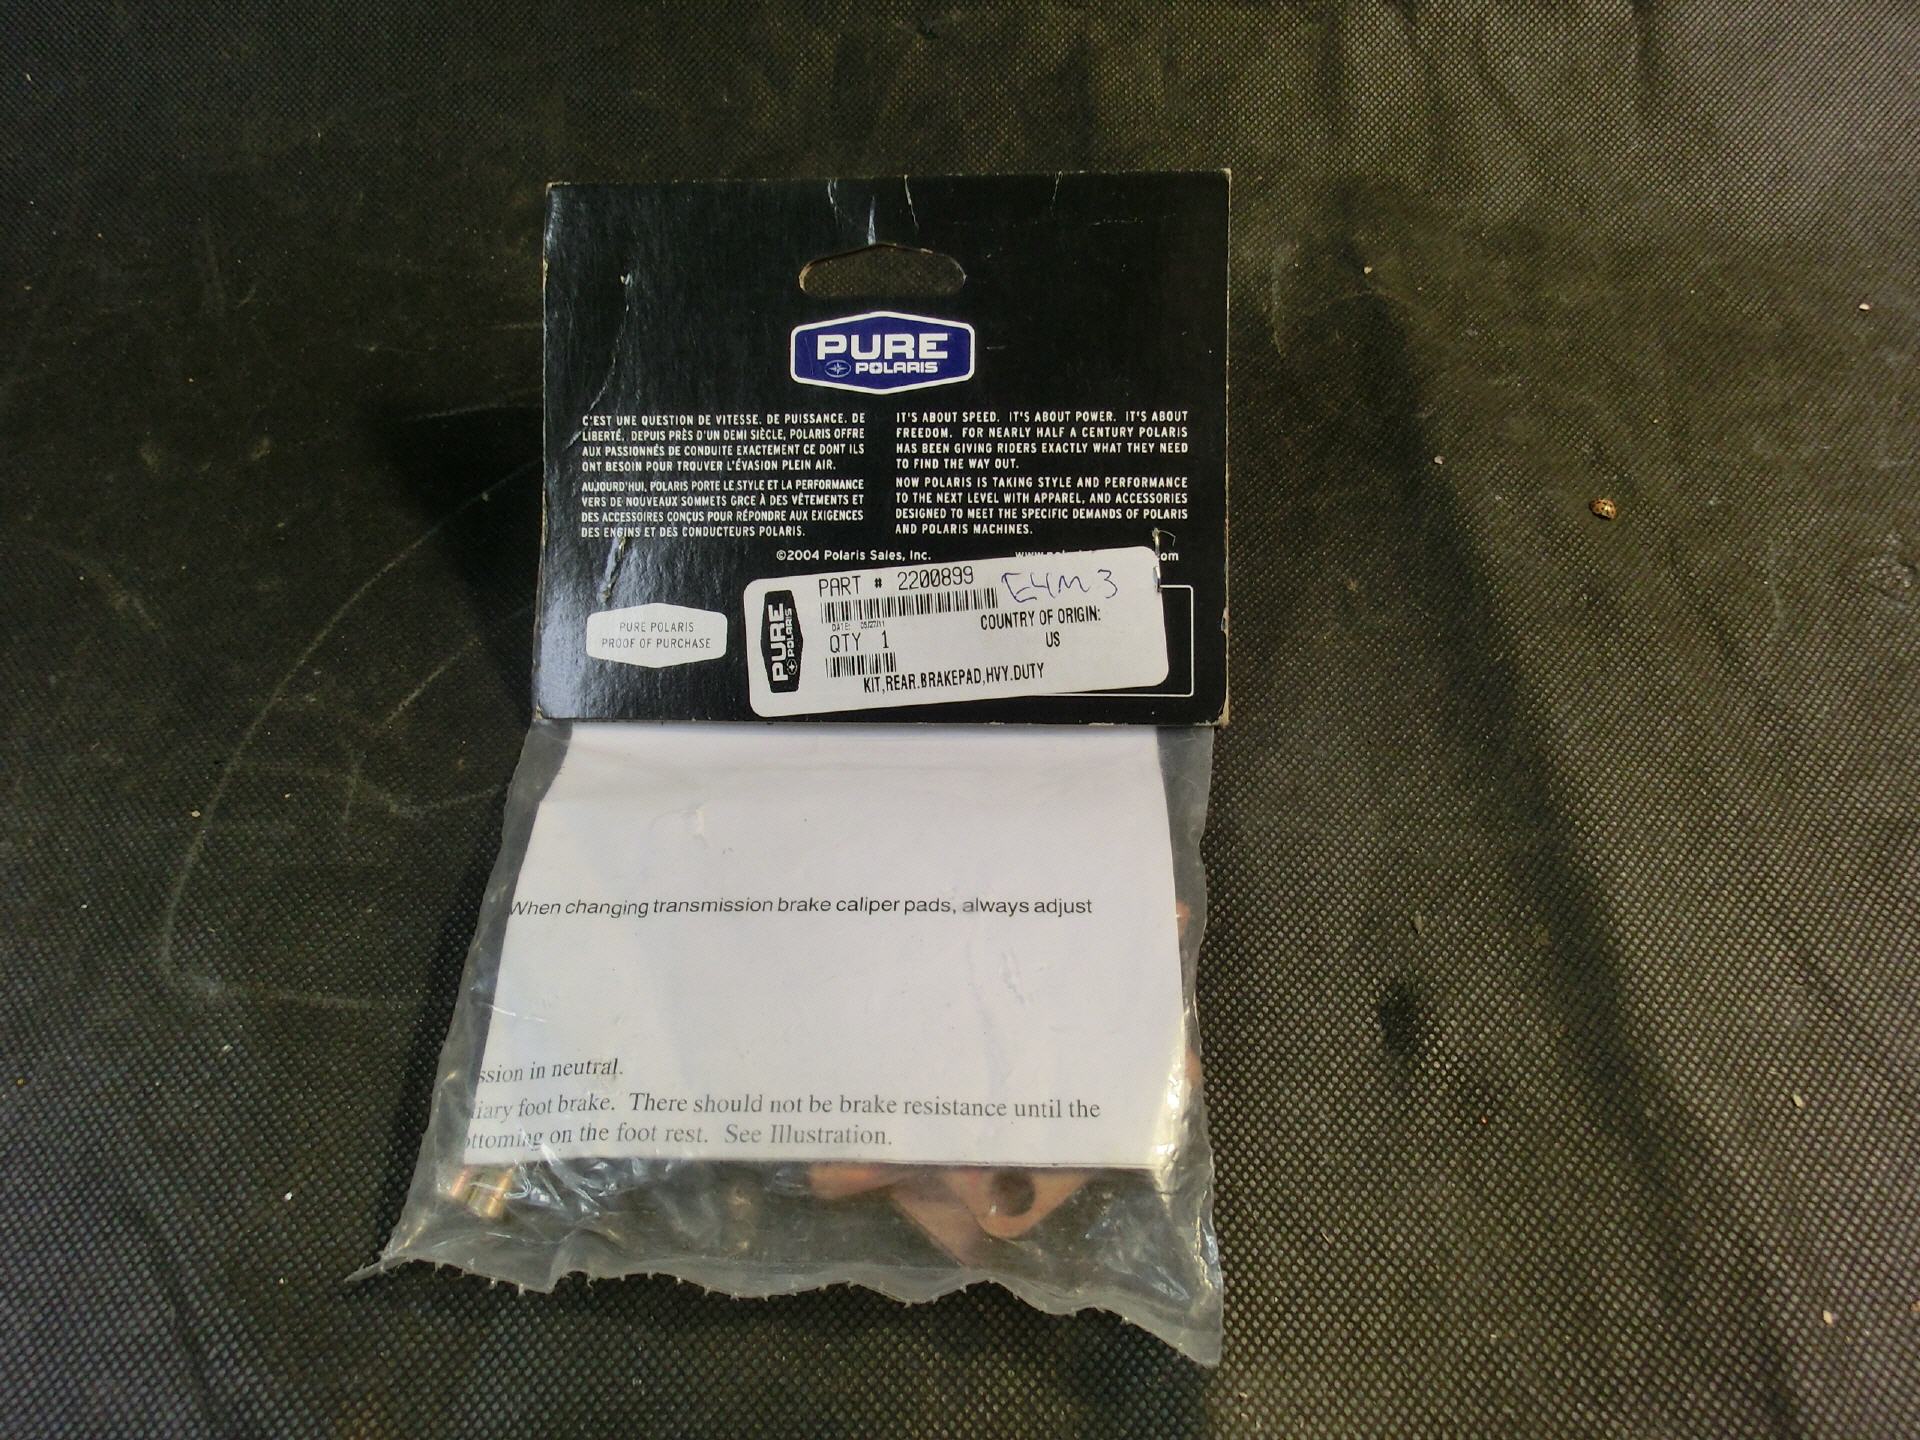 PURE
POLARIS
C'EST UNE QUESTION DE VITESSE. DE PUISSANCE. DE
LIBERTÉ. DEPUIS PRÈS D'UN DEMI SIÈCLE, POLARIS OFFRE
AUX PASSIONNÉS DE CONDUITE EXACTEMENT CE DONT ILS
ONT BESOIN POUR TROUVER L'ÉVASION PLEIN AIR.
AUJOURD'HUI, POLARIS PORTE LE STYLE ET LA PERFORMANCE
VERS DE NOUVEAUX SOMMETS GRCE À DES VÊTEMENTS ET
DES ACCESSOIRES CONÇUS POUR RÉPONDRE AUX EXIGENCES
DES ENGINS ET DES CONDUCTEURS POLARIS.
IT'S ABOUT SPEED. IT'S ABOUT POWER. IT'S ABOUT
FREEDOM. FOR NEARLY HALF A CENTURY POLARIS
HAS BEEN GIVING RIDERS EXACTLY WHAT THEY NEED
TO FIND THE WAY OUT.
NOW POLARIS IS TAKING STYLE AND PERFORMANCE
TO THE NEXT LEVEL WITH APPAREL, AND ACCESSORIES
DESIGNED TO MEET THE SPECIFIC DEMANDS OF POLARIS
AND POLARIS MACHINES.
©2004 Polaris Sales, Inc.
PURE POLARIS
PROOF OF PURCHASE
PURE
POLARIS
PART # 2200899 E4M3
DATE: 05/27/11
COUNTRY OF ORIGIN:
QTY 1
US
KIT,REAR.BRAKEPAD,HVY.DUTY
When changing transmission brake caliper pads, always adjust
ssion in neutral.
liary foot brake. There should not be brake resistance until the
ottoming on the foot rest. See Illustration.